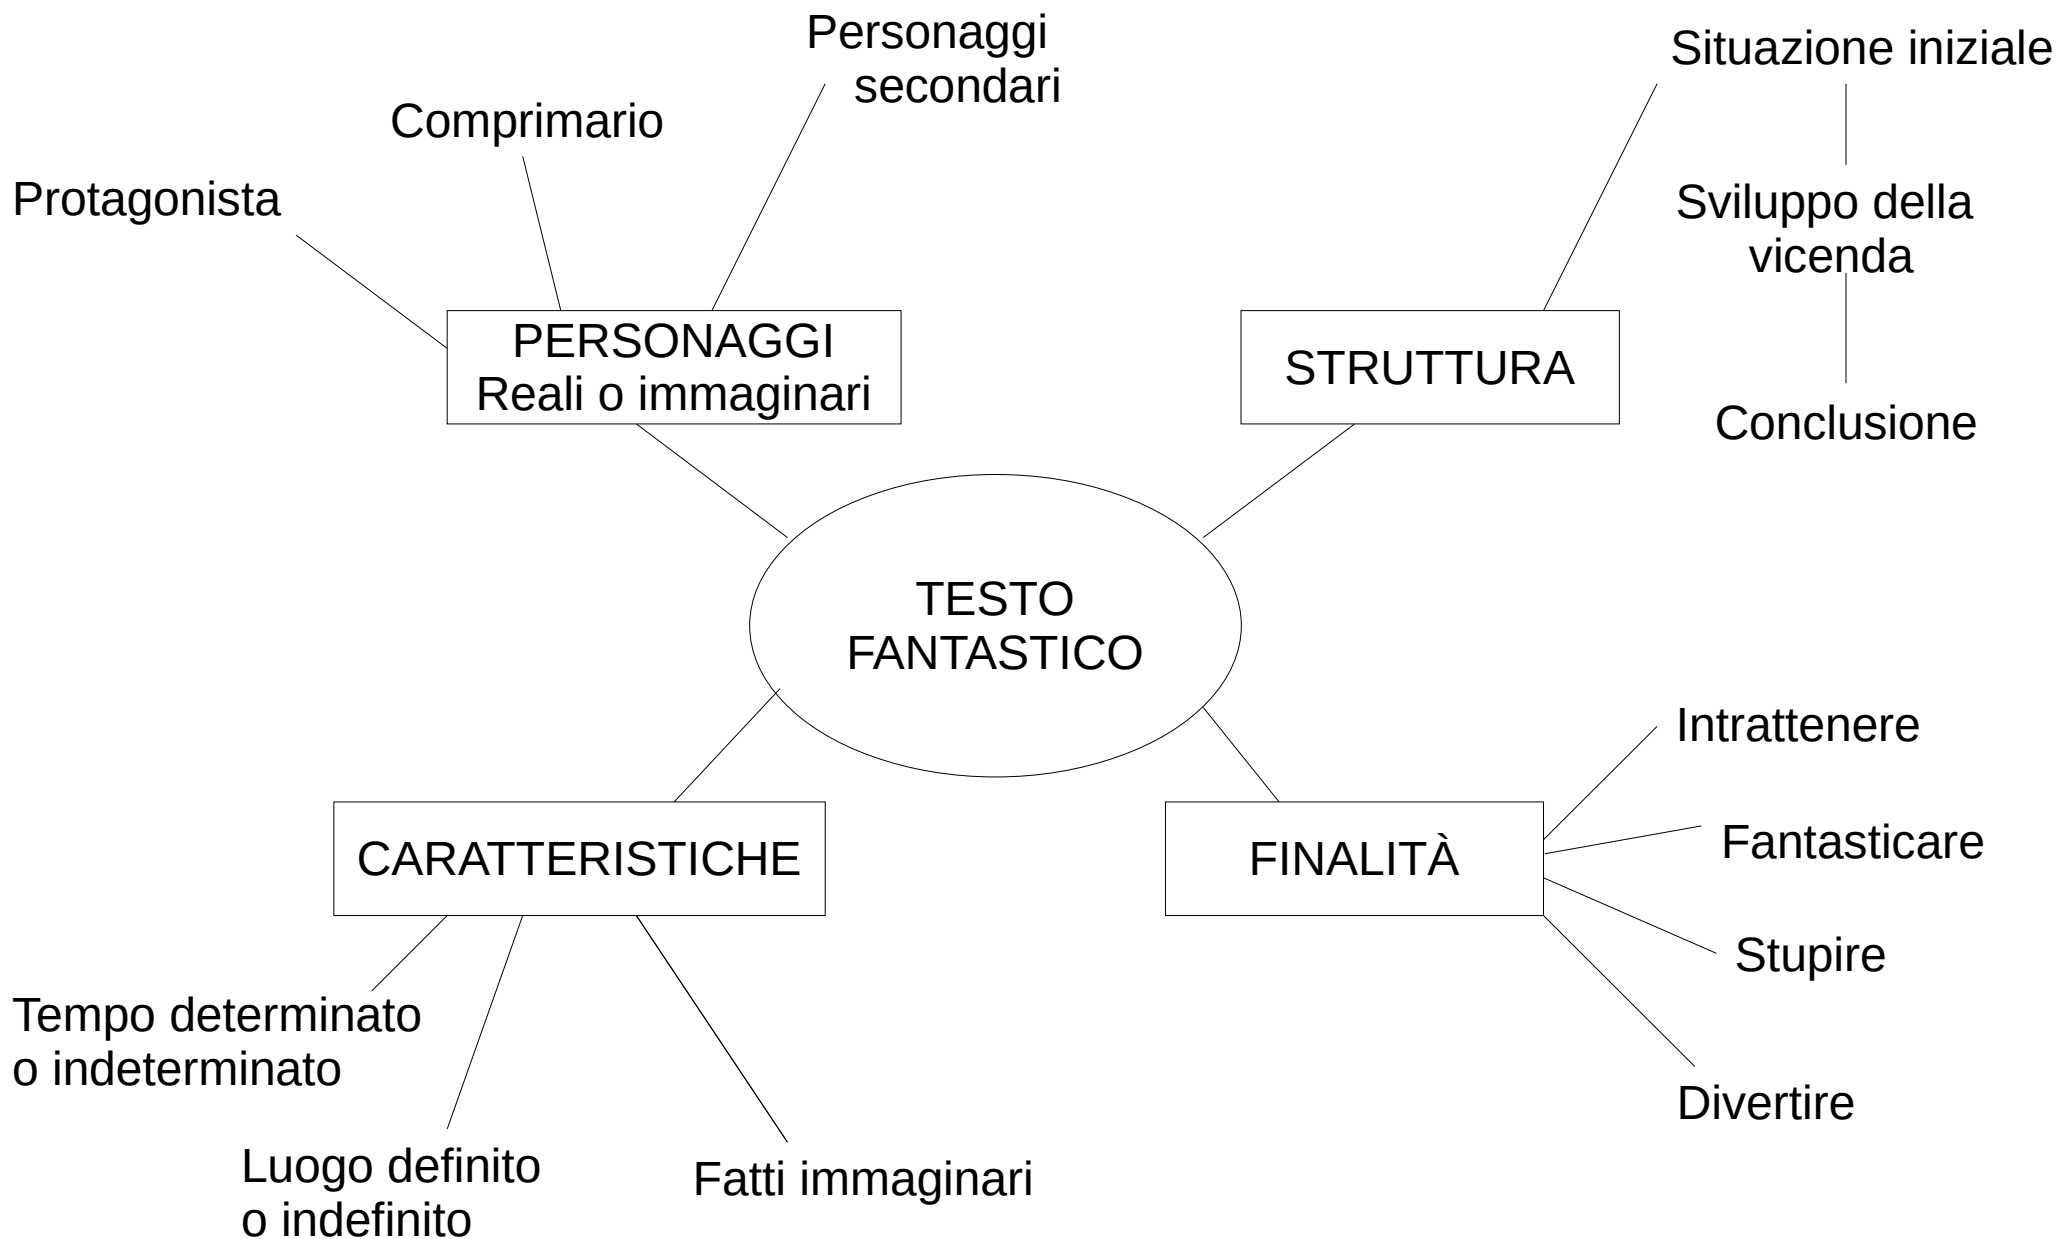 Personaggi
secondari
Comprimario
Protagonista
PERSONAGGI
Reali o immaginari
Situazione iniziale
Sviluppo della
vicenda
Conclusione
STRUTTURA
TESTO
FANTASTICO
CARATTERISTICHE
Tempo determinato
o indeterminato
Luogo definito
o indefinito
Fatti immaginari
FINALITÀ
Intrattenere
Fantasticare
Stupire
Divertire